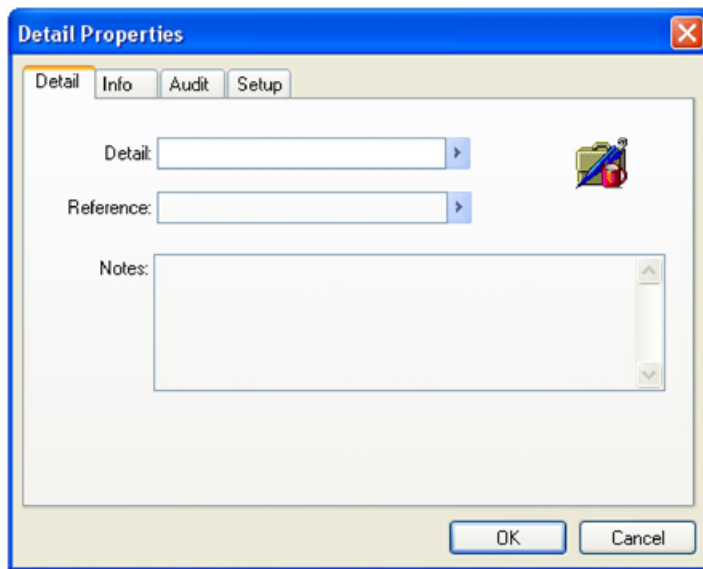 Detail Properties
Detail Info Audit Setup
Detail:
Reference:
Notes:
OK Cancel